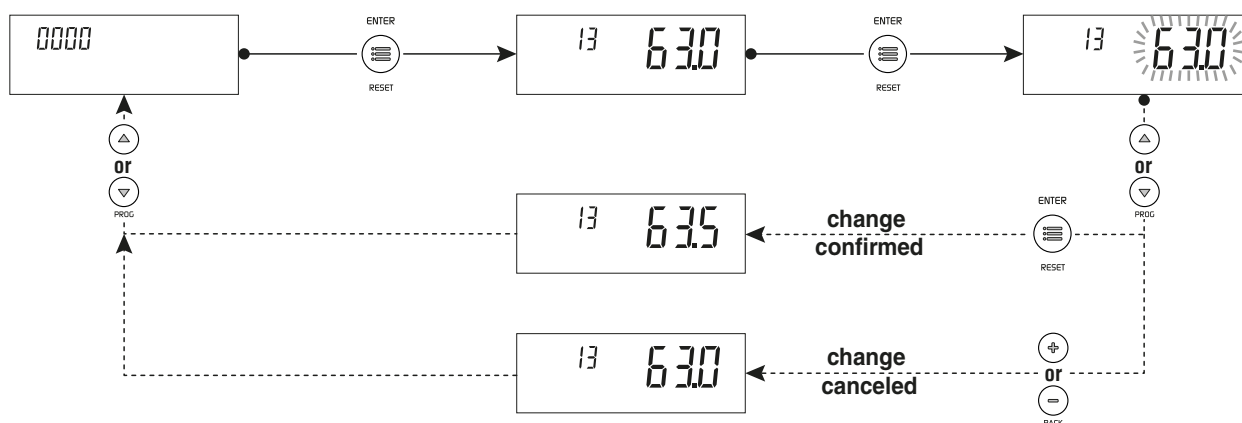 0000
ENTER
RESET
13 63.0
ENTER
RESET
13 63.0
or
PROG
or
PROG
13 63.5
change
confirmed
ENTER
RESET
13 63.0
change
canceled
or
BACK